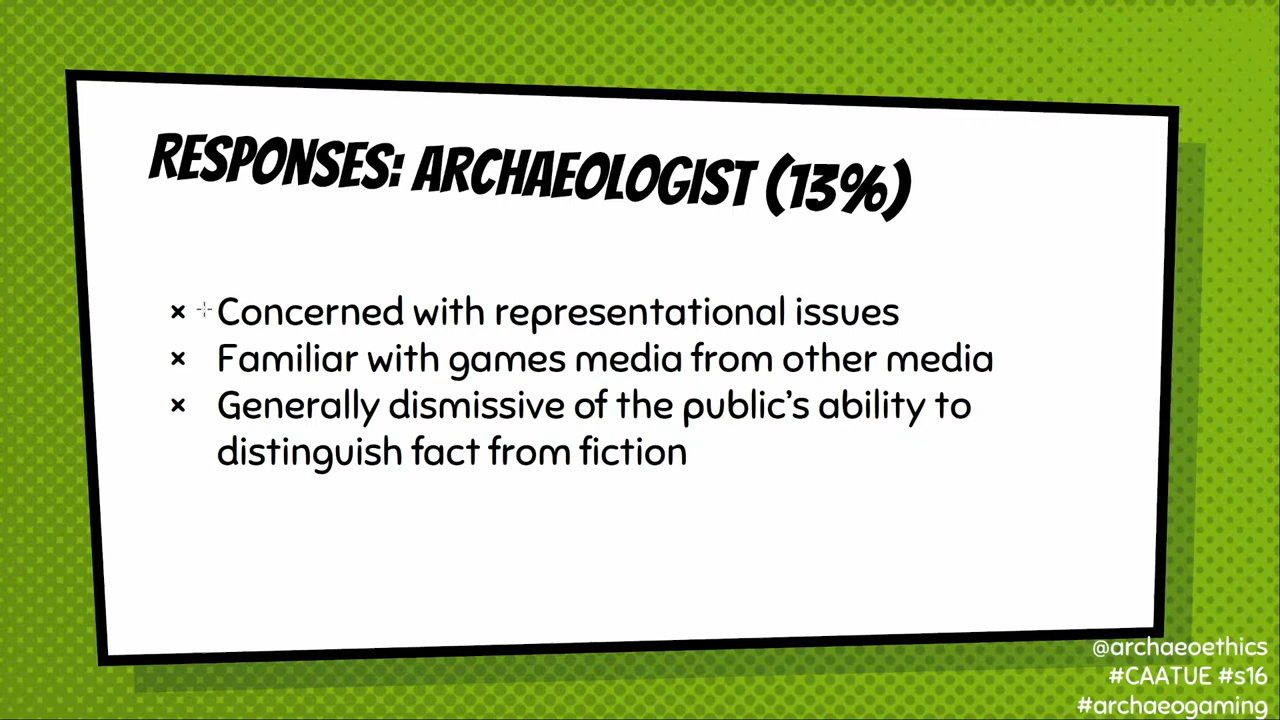 RESPONSES: ARCHAEOLOGIST (13%)
× Concerned with representational issues
× Familiar with games media from other media
× Generally dismissive of the public’s ability to
distinguish fact from fiction
@archaeoethics
#CAATUE #s16
#archaeogaming